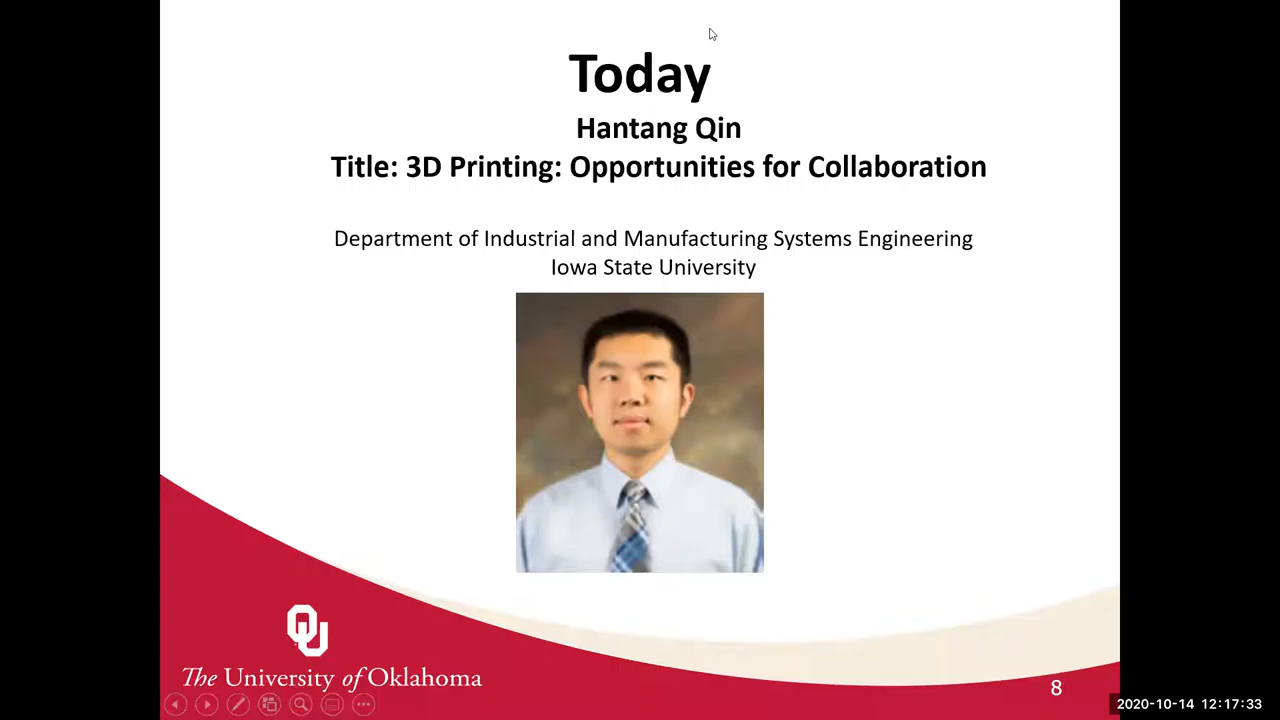 Today
Hantang Qin
Title: 3D Printing: Opportunities for Collaboration
Department of Industrial and Manufacturing Systems Engineering
Iowa State University
OU
The University of Oklahoma
8
2020-10-14 12:17:33